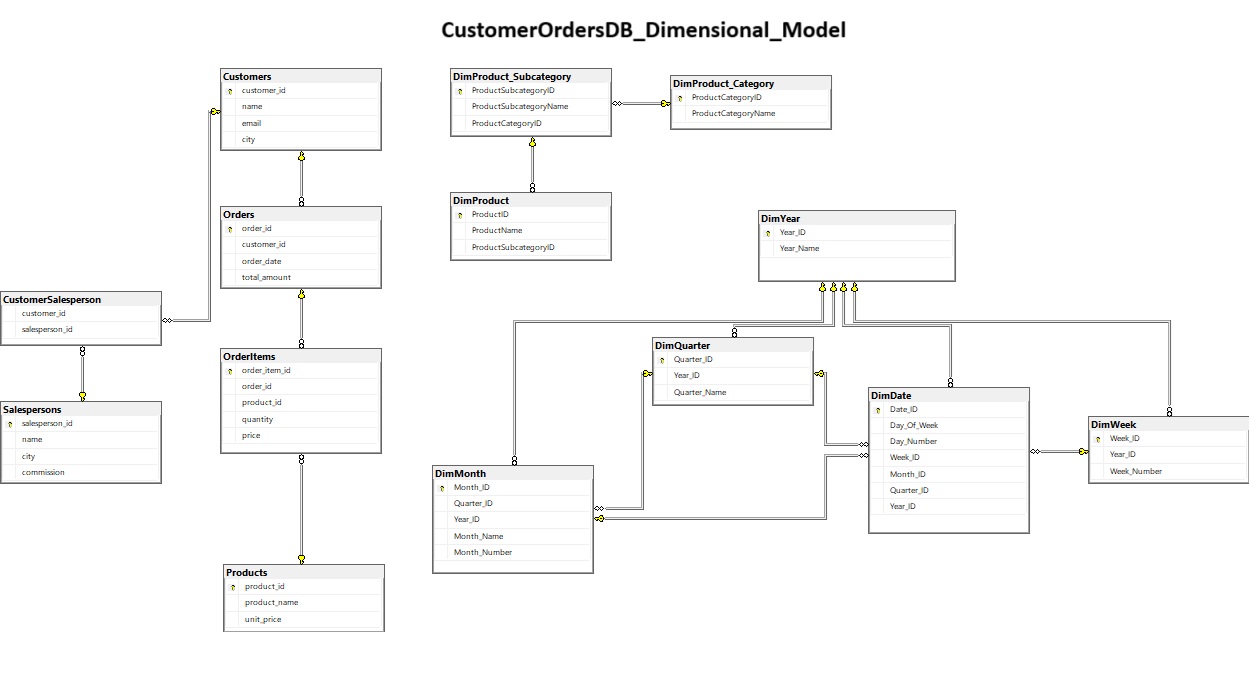 CustomerOrdersDB_Dimensional_Model
Customers
customer_id
name
email
city
DimProduct_Subcategory
ProductSubcategoryID
ProductSubcategoryName
ProductCategoryID
DimProduct_Category
ProductCategoryID
ProductCategoryName
Orders
order_id
customer_id
order_date
total_amount
DimProduct
ProductID
ProductName
ProductSubcategoryID
DimYear
Year_ID
Year_Name
CustomerSalesperson
customer_id
salesperson_id
OrderItems
order_item_id
order_id
product_id
quantity
price
DimQuarter
Quarter_ID
Year_ID
Quarter_Name
DimDate
Date_ID
Day_Of_Week
Day_Number
Week_ID
Month_ID
Quarter_ID
Year_ID
DimWeek
Week_ID
Year_ID
Week_Number
Salespersons
salesperson_id
name
city
commission
DimMonth
Month_ID
Quarter_ID
Year_ID
Month_Name
Month_Number
Products
product_id
product_name
unit_price